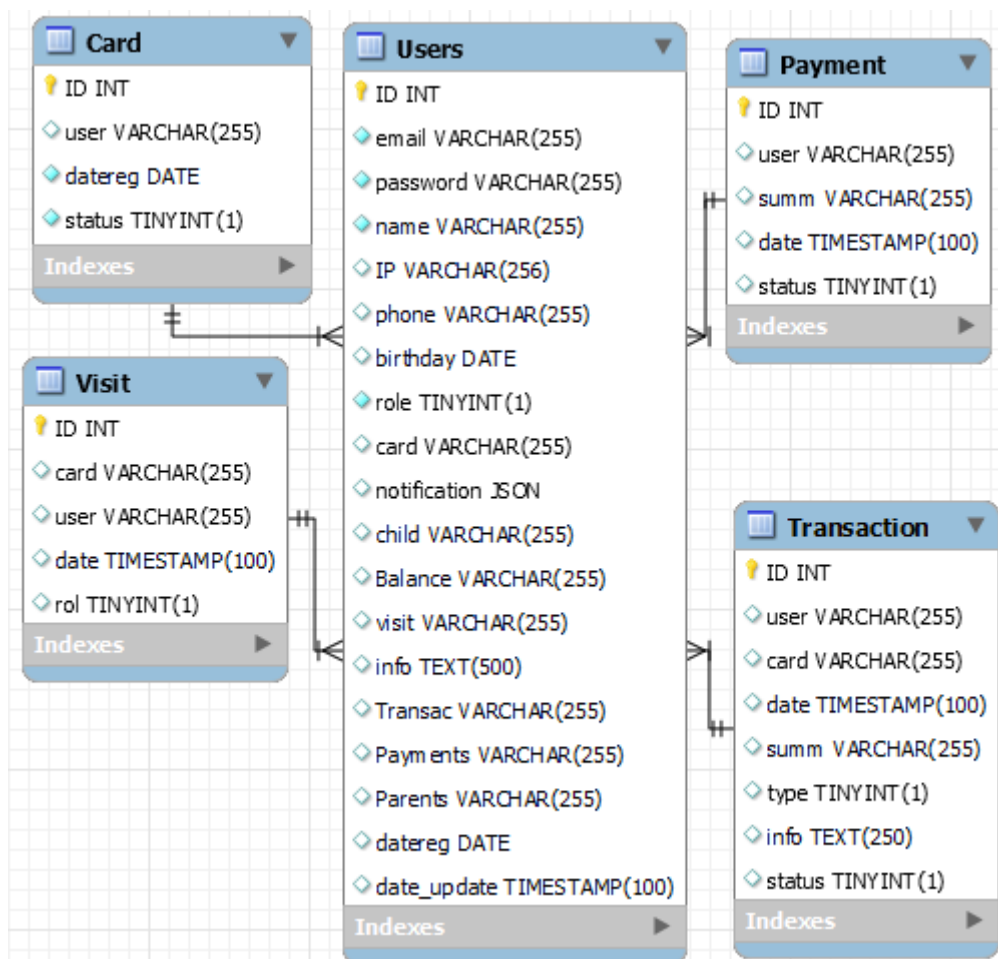 Card
ID INT
user VARCHAR(255)
datereg DATE
status TINYINT(1)
Indexes
Visit
ID INT
card VARCHAR(255)
user VARCHAR(255)
date TIMESTAMP(100)
rol TINYINT(1)
Indexes
Users
ID INT
email VARCHAR(255)
password VARCHAR(255)
name VARCHAR(255)
IP VARCHAR(256)
phone VARCHAR(255)
birthday DATE
role TINYINT(1)
card VARCHAR(255)
notification JSON
child VARCHAR(255)
Balance VARCHAR(255)
visit VARCHAR(255)
info TEXT(500)
Transac VARCHAR(255)
Payments VARCHAR(255)
Parents VARCHAR(255)
datereg DATE
date_update TIMESTAMP(100)
Indexes
Payment
ID INT
user VARCHAR(255)
summ VARCHAR(255)
date TIMESTAMP(100)
status TINYINT(1)
Indexes
Transaction
ID INT
user VARCHAR(255)
card VARCHAR(255)
date TIMESTAMP(100)
summ VARCHAR(255)
type TINYINT(1)
info TEXT(250)
status TINYINT(1)
Indexes